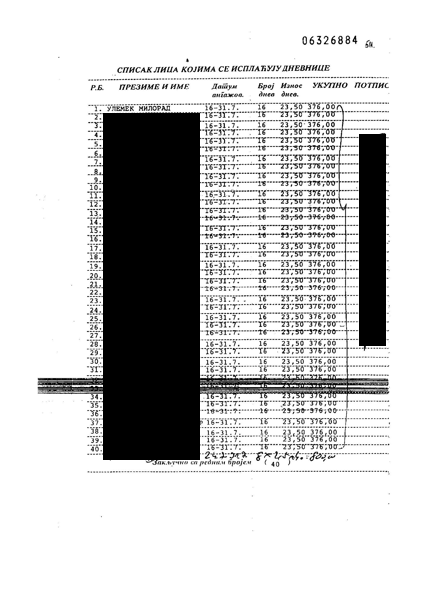 06326884
СПИСАК ЛИЦА КОЈИМА СЕ ИСПЛАЋУЈУ ДНЕВНИЦЕ
Р.Б. ПРЕЗИМЕ И ИМЕ Датум ангажов. Број днев Износ днев. УКУПНО ПОТПИС
1. УЛЕМЕК МИЛОРАД 16-31.7. 16 23,50 376,00
2. 16-31.7. 16 23,50 376,00
3. 16-31.7. 16 23,50 376,00
4. 16-31.7. 16 23,50 376,00
5. 16-31.7. 16 23,50 376,00
6. 16-31.7. 16 23,50 376,00
7. 16-31.7. 16 23,50 376,00
8. 16-31.7. 16 23,50 376,00
9. 16-31.7. 16 23,50 376,00
10. 16-31.7. 16 23,50 376,00
11. 16-31.7. 16 23,50 376,00
12. 16-31.7. 16 23,50 376,00
13. 16-31.7. 16 23,50 376,00
14. 16-31.7. 16 23,50 376,00
15. 16-31.7. 16 23,50 376,00
16. 16-31.7. 16 23,50 376,00
17. 16-31.7. 16 23,50 376,00
18. 16-31.7. 16 23,50 376,00
19. 16-31.7. 16 23,50 376,00
20. 16-31.7. 16 23,50 376,00
21. 16-31.7. 16 23,50 376,00
22. 16-31.7. 16 23,50 376,00
23. 16-31.7. 16 23,50 376,00
24. 16-31.7. 16 23,50 376,00
25. 16-31.7. 16 23,50 376,00
26. 16-31.7. 16 23,50 376,00
27. 16-31.7. 16 23,50 376,00
28. 16-31.7. 16 23,50 376,00
29. 16-31.7. 16 23,50 376,00
30. 16-31.7. 16 23,50 376,00
31. 16-31.7. 16 23,50 376,00
34. 16-31.7. 16 23,50 376,00
35. 16-31.7. 16 23,50 376,00
36. 16-31.7. 16 23,50 376,00
37. 16-31.7. 16 23,50 376,00
38. 16-31.7. 16 23,50 376,00
39. 16-31.7. 16 23,50 376,00
40. 16-31.7. 16 23,50 376,00
Закључно са редним бројем ( 40 )